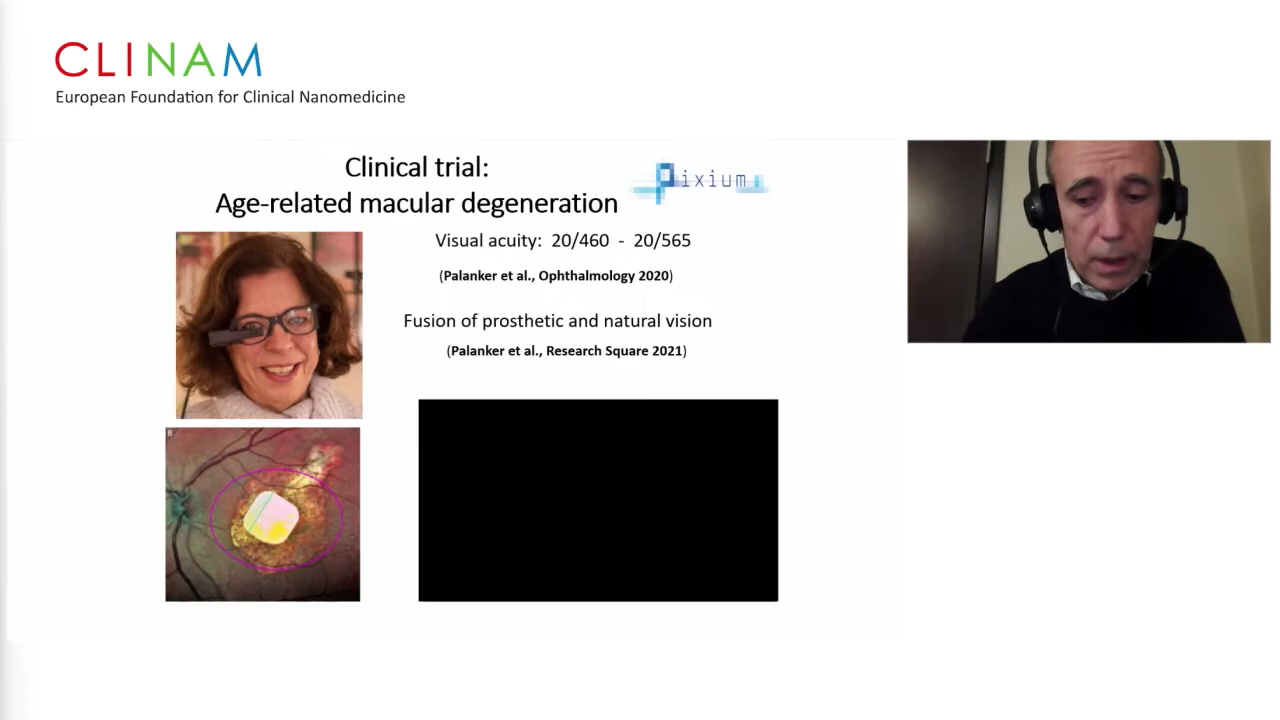 CLINAM
European Foundation for Clinical Nanomedicine
Clinical trial:
Age-related macular degeneration
Pixium
Visual acuity: 20/460 - 20/565
(Palanker et al., Ophthalmology 2020)
Fusion of prosthetic and natural vision
(Palanker et al., Research Square 2021)
B